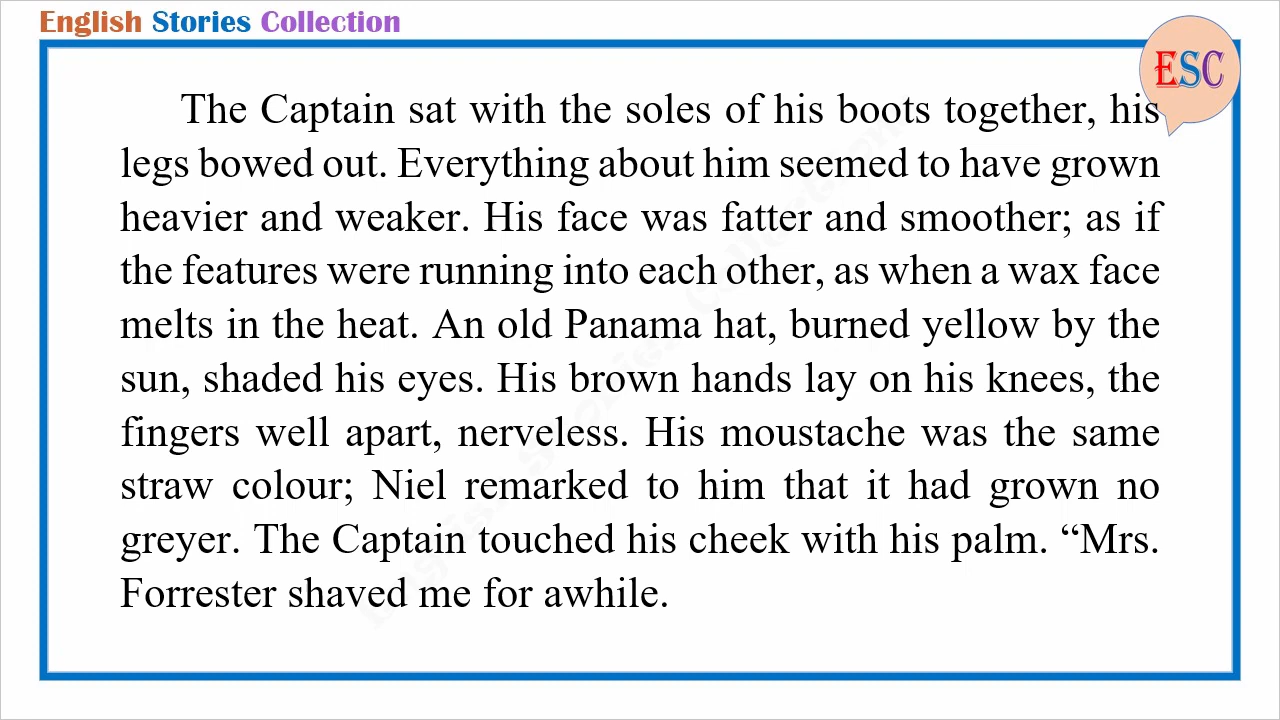 English Stories Collection
ESC
The Captain sat with the soles of his boots together, his
legs bowed out. Everything about him seemed to have grown
heavier and weaker. His face was fatter and smoother; as if
the features were running into each other, as when a wax face
melts in the heat. An old Panama hat, burned yellow by the
sun, shaded his eyes. His brown hands lay on his knees, the
fingers well apart, nerveless. His moustache was the same
straw colour; Niel remarked to him that it had grown no
greyer. The Captain touched his cheek with his palm. “Mrs.
Forrester shaved me for awhile.
English Stories Collection